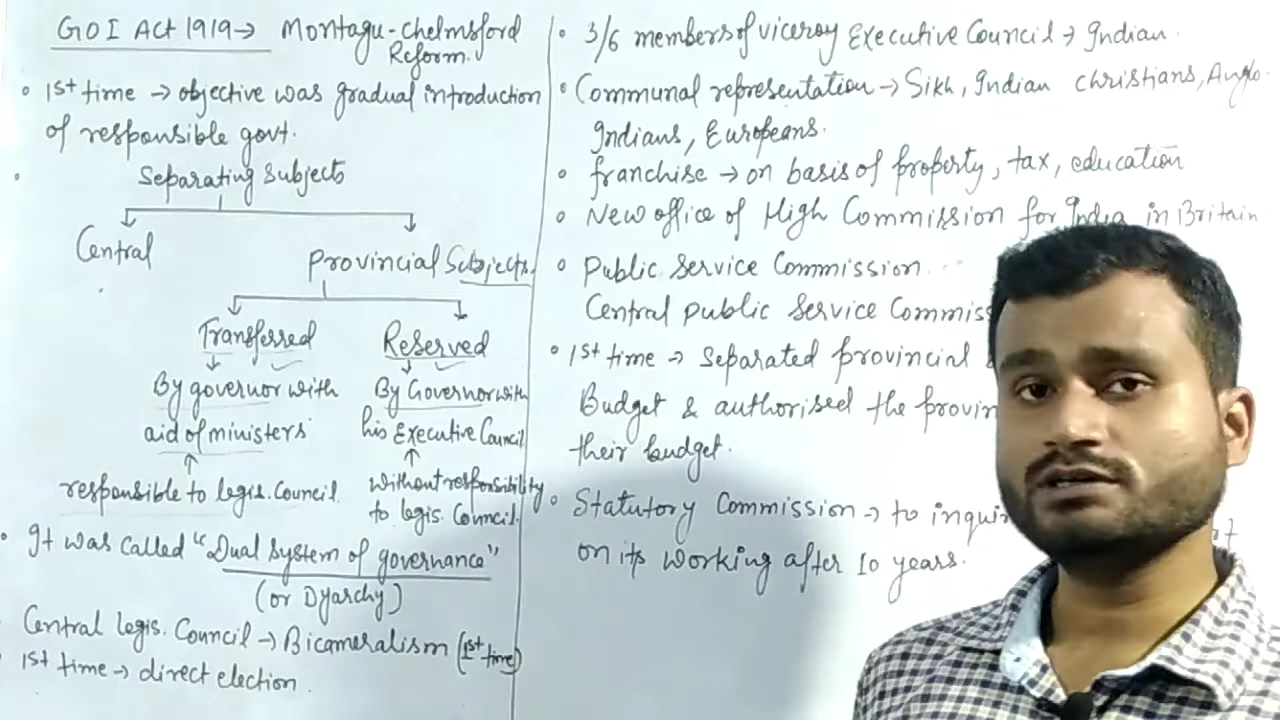 GOI Act 1919 → Montagu-Chelmsford
Reform.
• 1st time → objective was gradual introduction
of responsible govt.
• Separating Subjects
Central
Provincial Subjects.
Transferred
Reserved
By governor with
aid of ministers
By Governor with
his Executive Council
responsible to legis. Council
without responsibility
to legis. Council.
• It was called "Dual system of governance"
(or Dyarchy)
• Central legis. Council → Bicameralism (1st time)
• 1st time → direct election.
• 3/6 members of viceroy Executive Council → Indian.
• Communal representation → Sikh, Indian christians, Anglo
Indians, Europeans.
• franchise → on basis of property, tax, education
• New office of High Commission for India in Britain
• Public Service Commission.
Central public Service Commiss
• 1st time → separated provincial
Budget & authorised the provin
their budget.
• Statutory Commission → to inquir
on its working after 10 years.